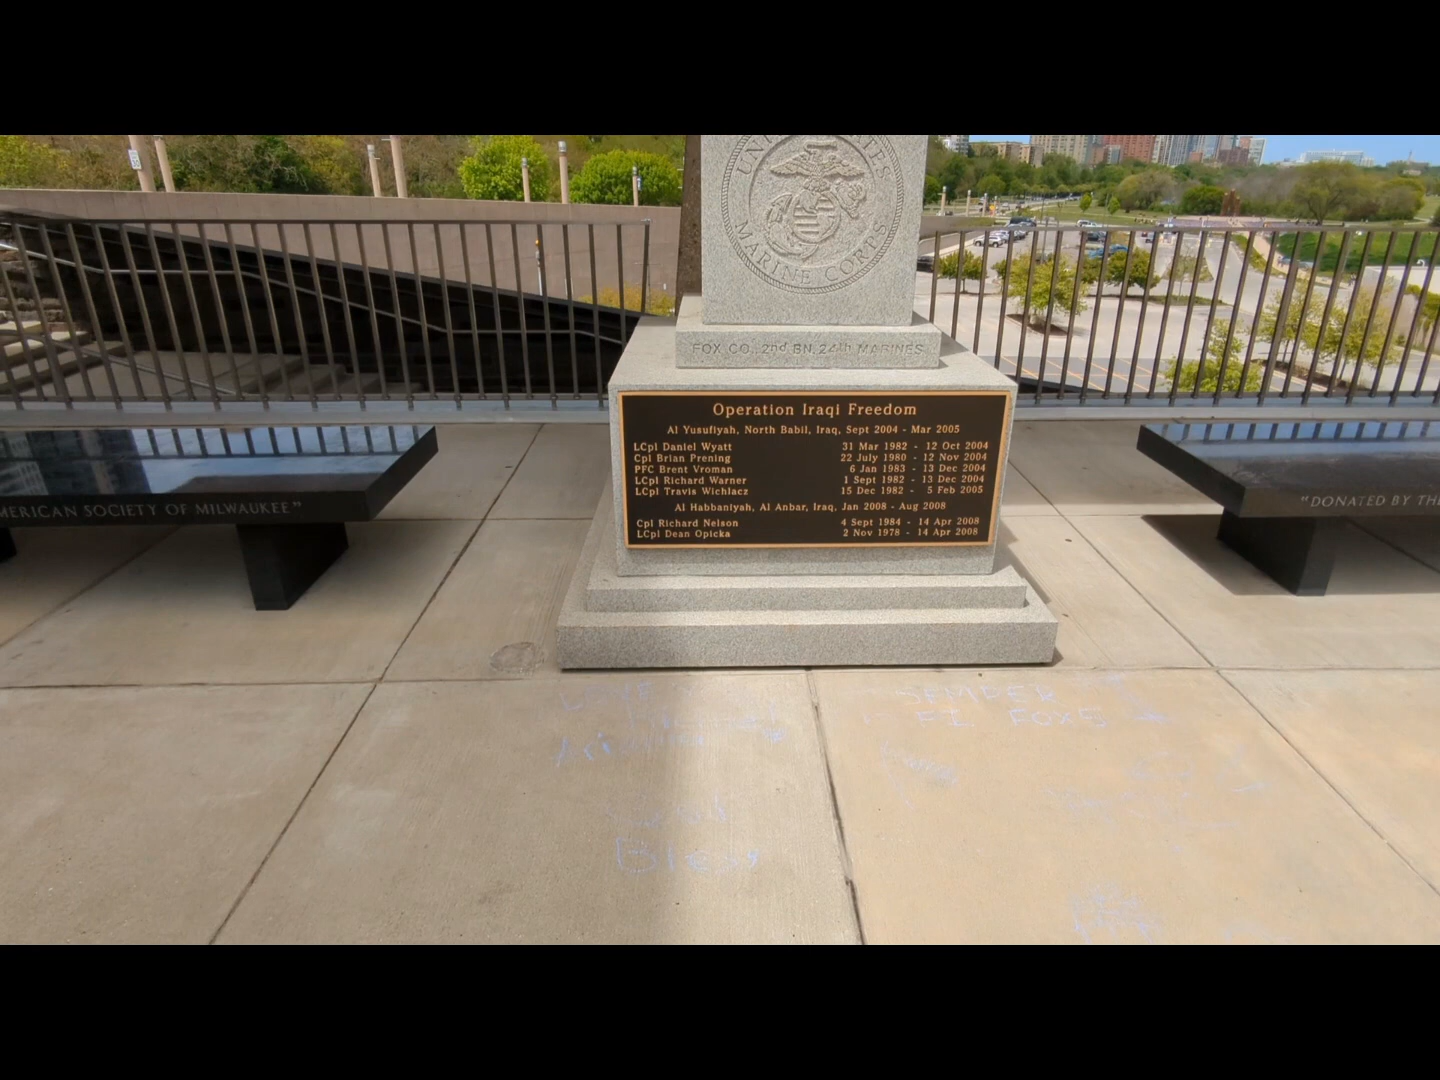 UNITED STATES
MARINE CORPS
FOX CO., 2nd BN, 24th MARINES
Operation Iraqi Freedom
Al Yusufiyah, North Babil, Iraq, Sept 2004 - Mar 2005
LCpl Daniel Wyatt 31 Mar 1982 - 12 Oct 2004
Cpl Brian Prening 22 July 1980 - 12 Nov 2004
PFC Brent Vroman 6 Jan 1983 - 13 Dec 2004
LCpl Richard Warner 1 Sept 1982 - 13 Dec 2004
LCpl Travis Wichlacz 15 Dec 1982 - 5 Feb 2005
Al Habbaniyah, Al Anbar, Iraq, Jan 2008 - Aug 2008
Cpl Richard Nelson 4 Sept 1984 - 14 Apr 2008
LCpl Dean Opicka 2 Nov 1978 - 14 Apr 2008
MERICAN SOCIETY OF MILWAUKEE"
"DONATED BY THE
SEMPER
FI FOX
Bless